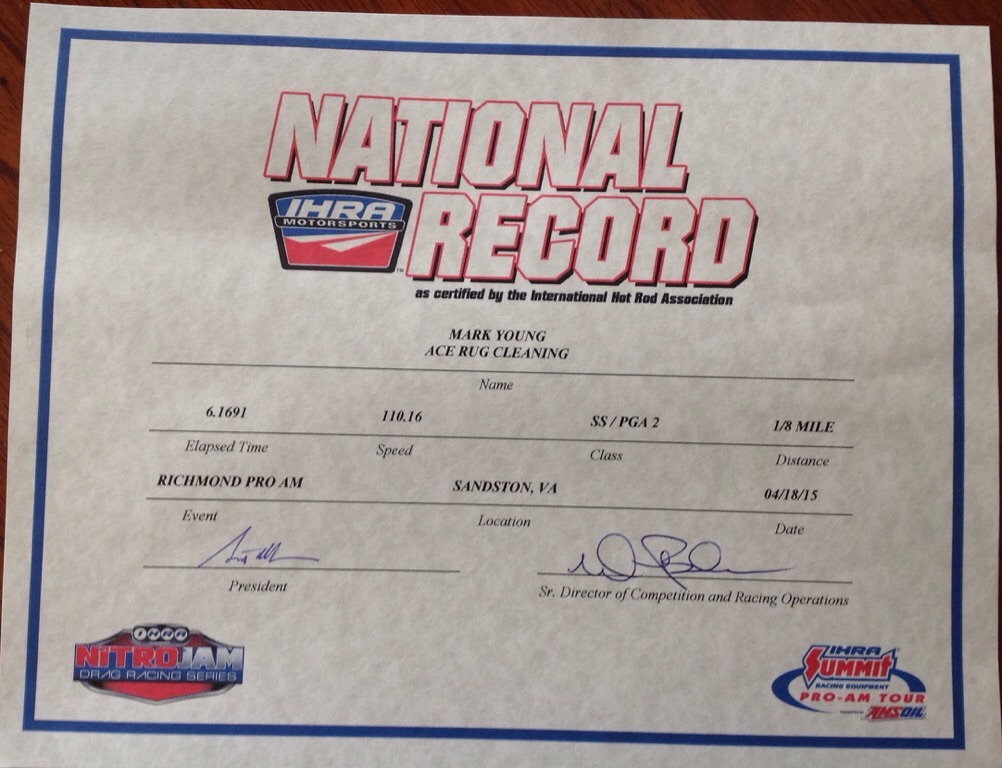 NATIONAL
IHRA
MOTORSPORTS
™
RECORD
as certified by the International Hot Rod Association
MARK YOUNG
ACE RUG CLEANING
Name
6.1691 110.16 SS / PGA 2 1/8 MILE
Elapsed Time Speed Class Distance
RICHMOND PRO AM SANDSTON, VA 04/18/15
Event Location Date
President Sr. Director of Competition and Racing Operations
IHRA
NITROJAM
DRAG RACING SERIES
IHRA
SUMMIT
RACING EQUIPMENT
PRO-AM TOUR
AMSOIL